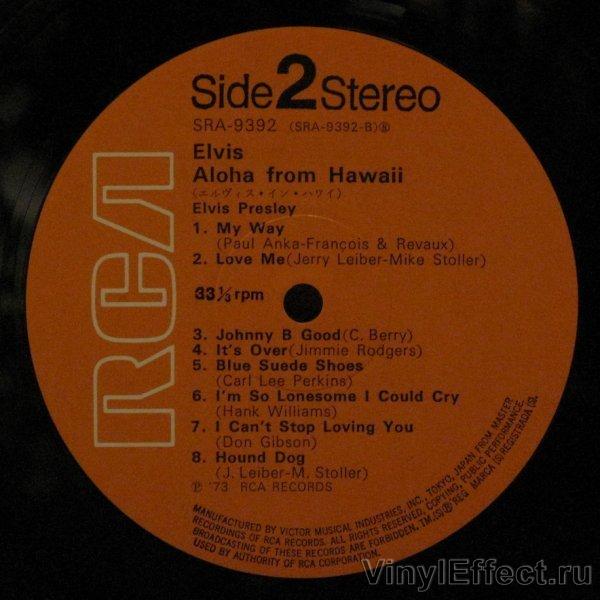 RCA
Side 2 Stereo
SRA-9392 (SRA-9392-B)Ⓡ
Elvis
Aloha from Hawaii
(エルヴィス・イン・ハワイ)
Elvis Presley
1. My Way
(Paul Anka-François & Revaux)
2. Love Me(Jerry Leiber-Mike Stoller)
33⅓ rpm
3. Johnny B Good(C. Berry)
4. It's Over(Jimmie Rodgers)
5. Blue Suede Shoes
(Carl Lee Perkins)
6. I'm So Lonesome I Could Cry
(Hank Williams)
7. I Can't Stop Loving You
(Don Gibson)
8. Hound Dog
(J. Leiber-M. Stoller)
℗ '73 RCA RECORDS
MANUFACTURED BY VICTOR MUSICAL INDUSTRIES, INC., TOKYO, JAPAN FROM MASTER
RECORDINGS OF RCA RECORDS. ALL RIGHTS RESERVED, COPYING, PUBLIC PERFORMANCE,
BROADCASTING OF THESE RECORDS ARE FORBIDDEN. TM.(S)® REG MARCA (S) REGISTRADA (S),
USED BY AUTHORITY OF RCA CORPORATION.
VinylEffect.ru